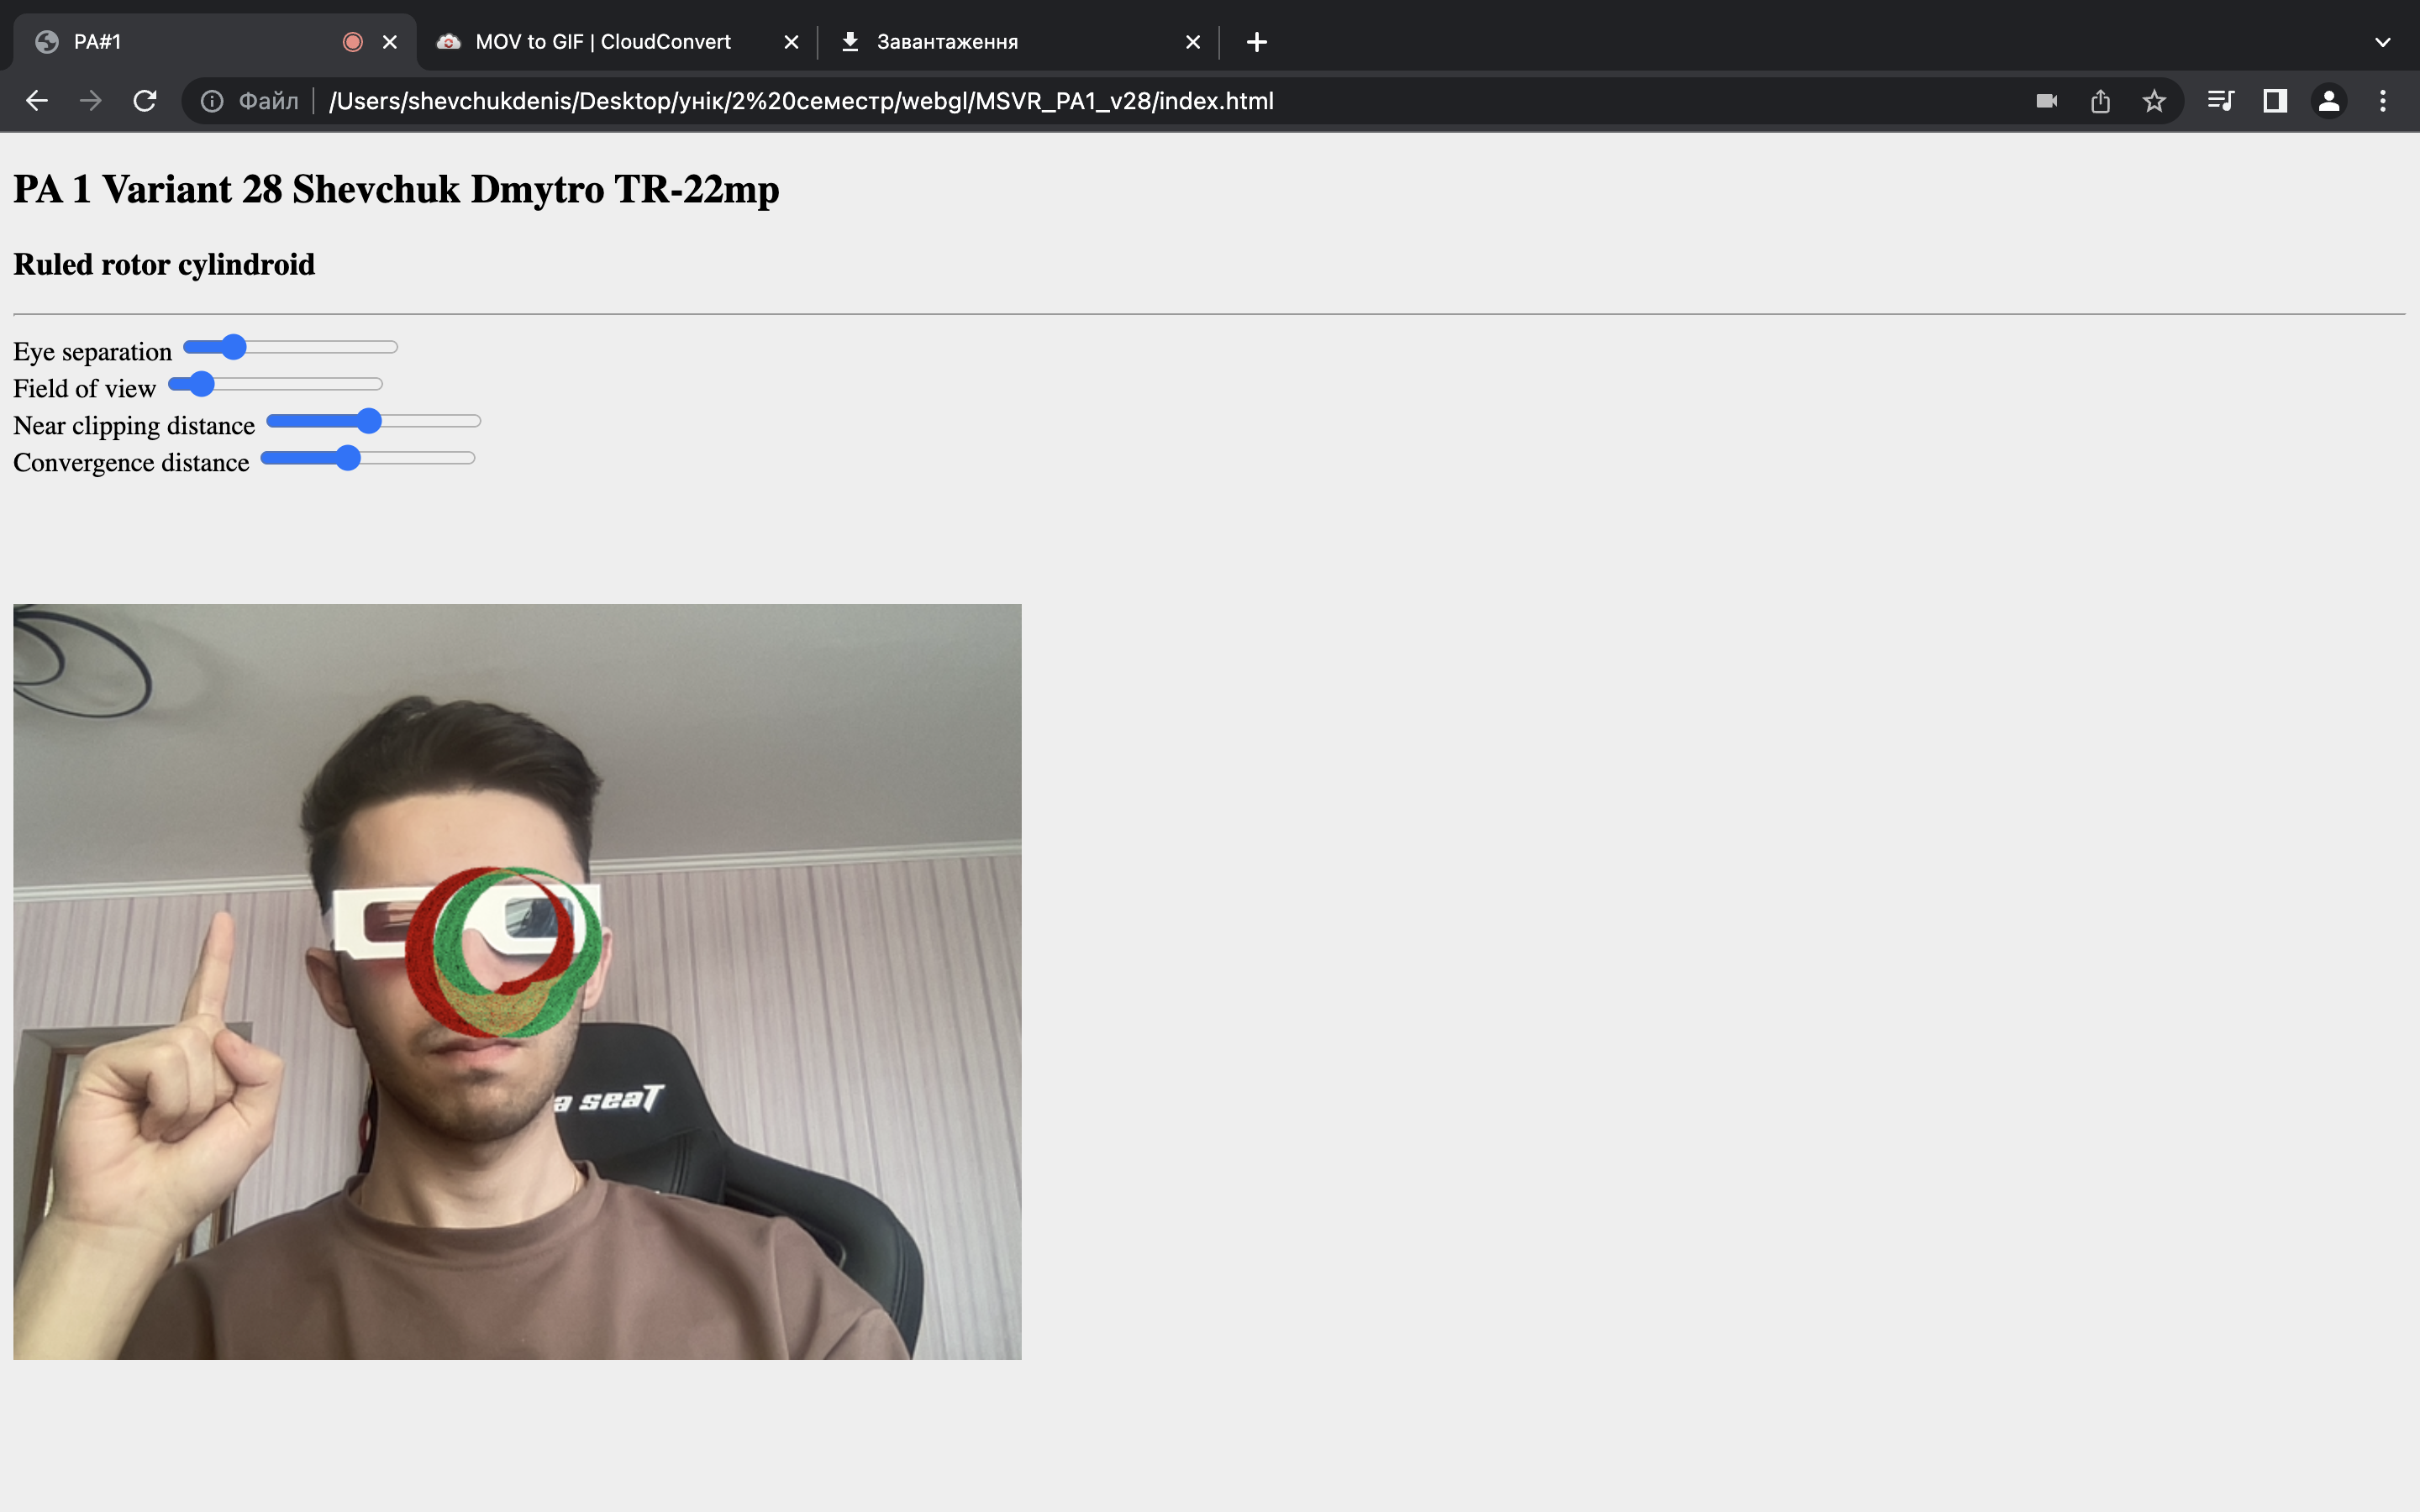 PA#1
MOV to GIF | CloudConvert
Завантаження
Файл
/Users/shevchukdenis/Desktop/унік/2%20семестр/webgl/MSVR_PA1_v28/index.html
PA 1 Variant 28 Shevchuk Dmytro TR-22mp
Ruled rotor cylindroid
Eye separation
Field of view
Near clipping distance
Convergence distance
a seaT